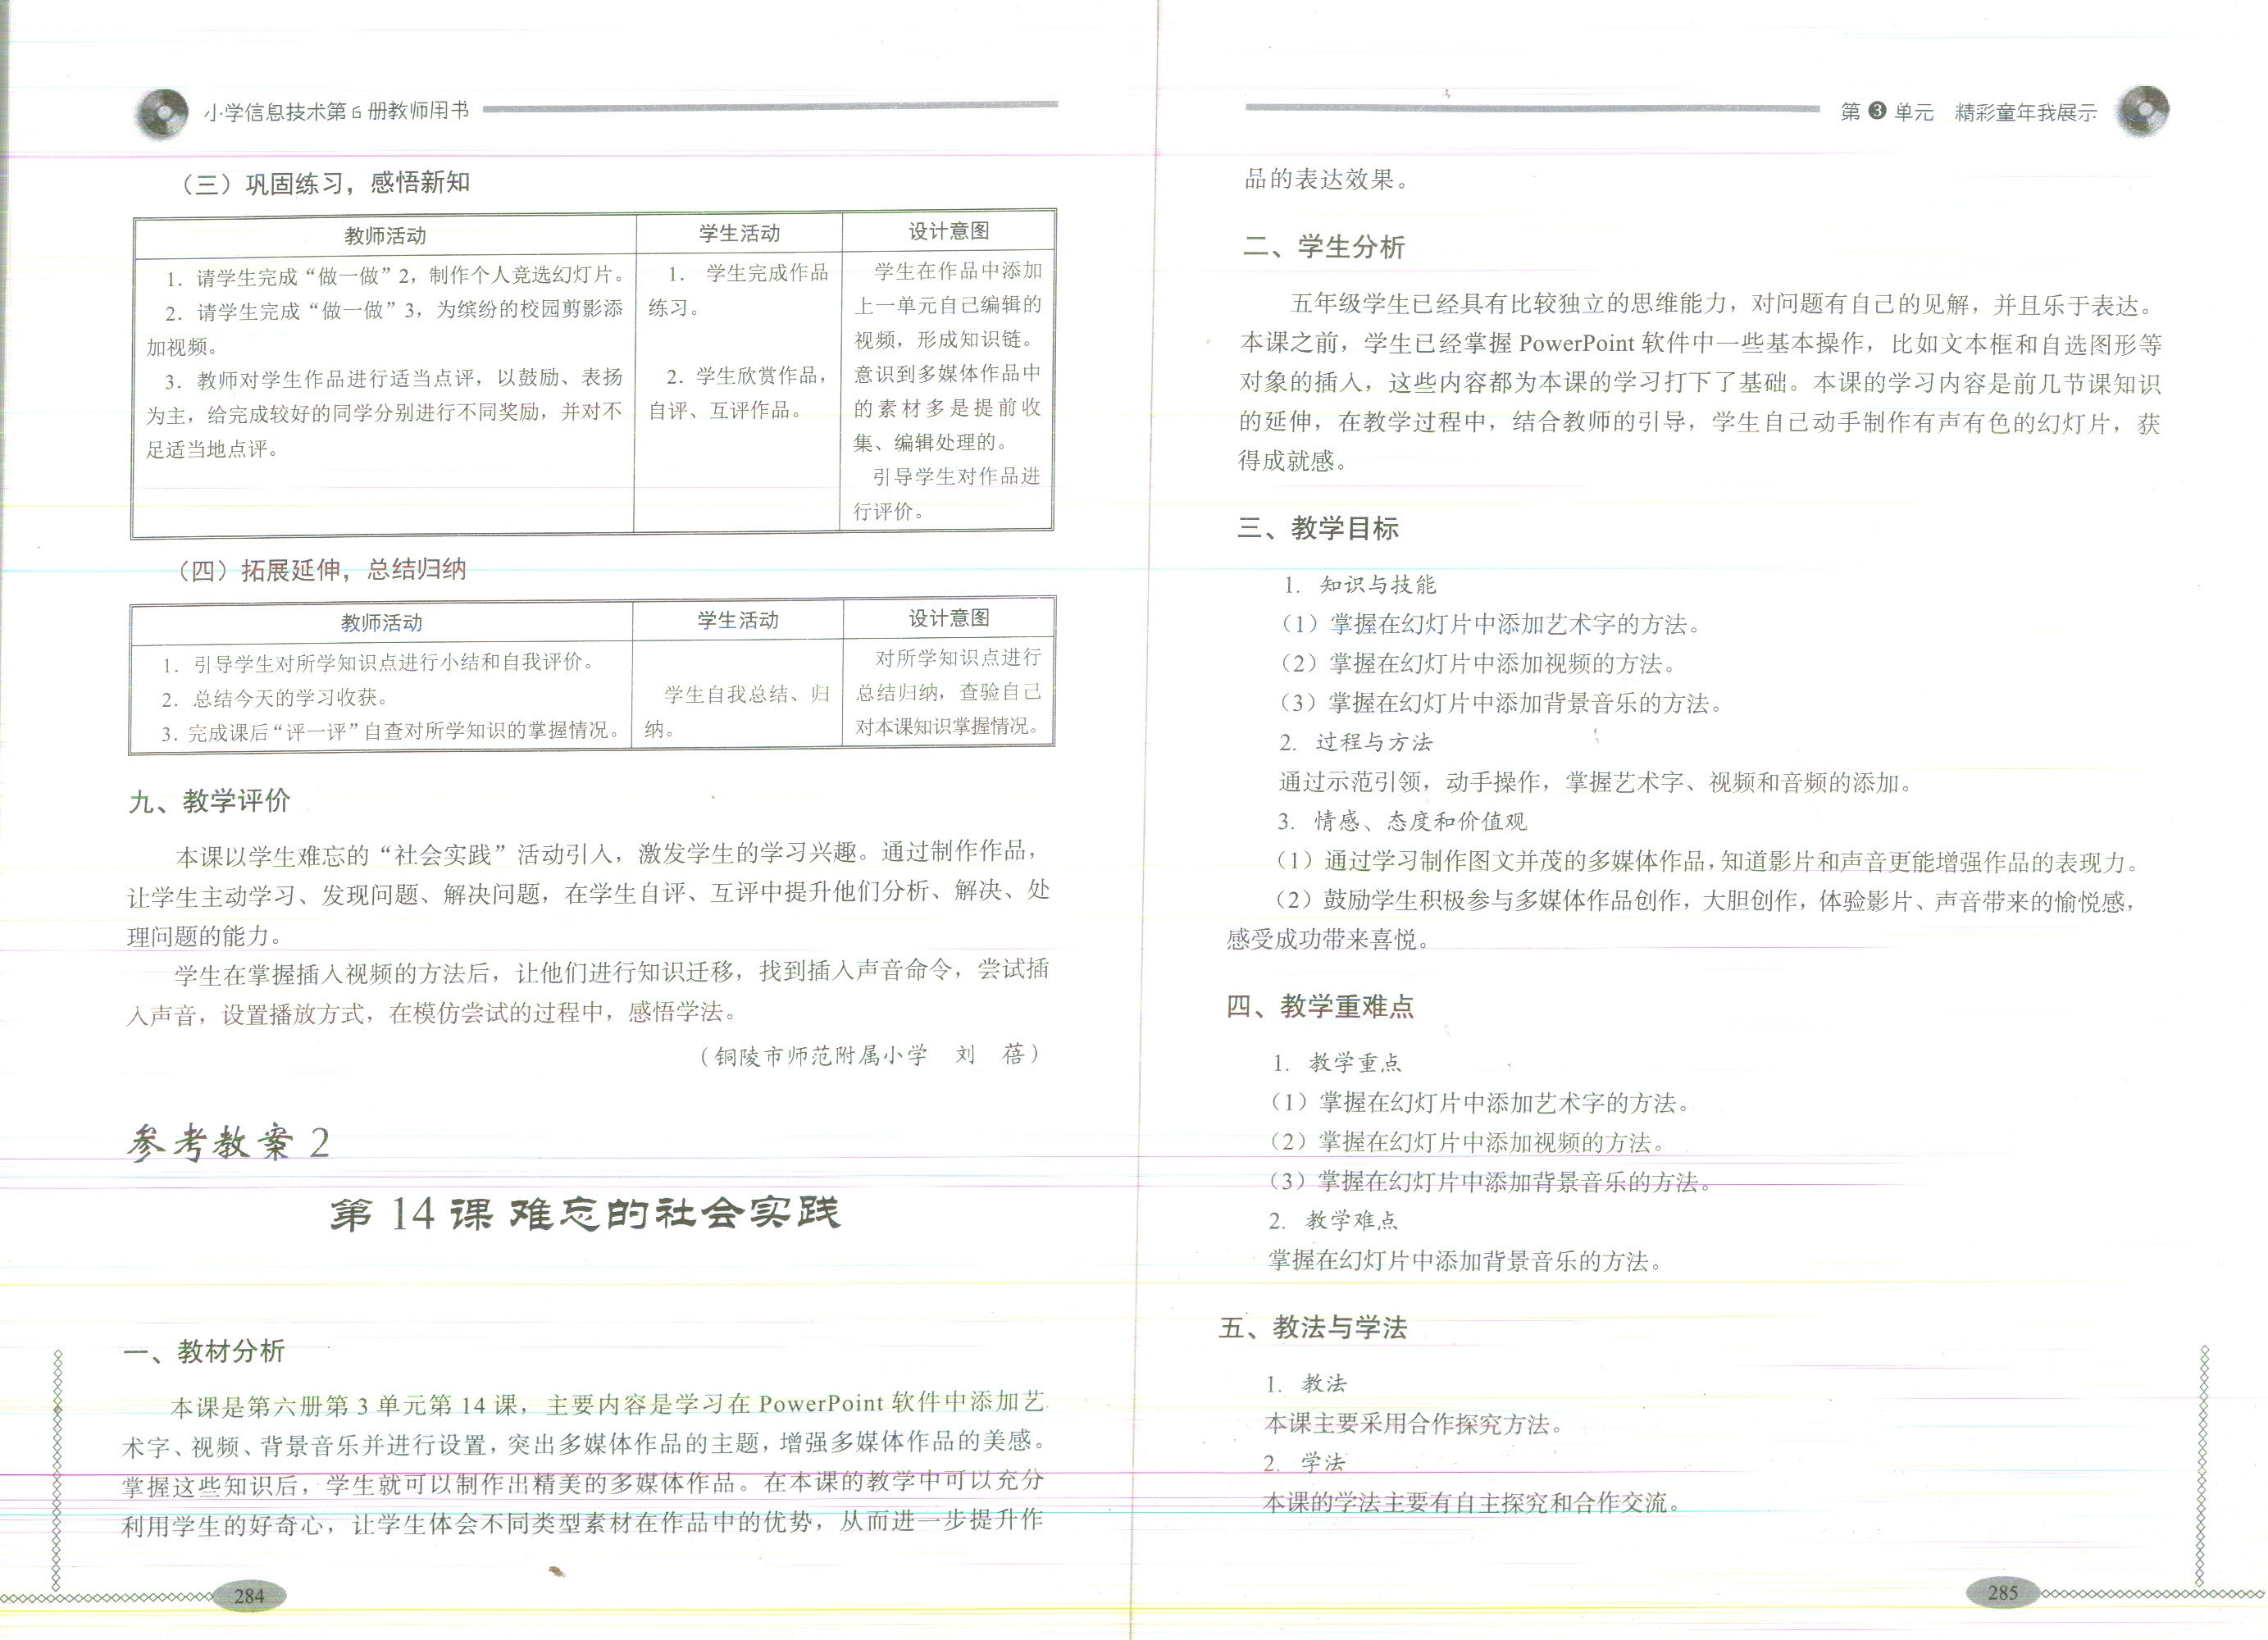 小学信息技术第6册教师用书
（三）巩固练习，感悟新知
教师活动
学生活动
设计意图
1. 请学生完成“做一做”2，制作个人竞选幻灯片。
2. 请学生完成“做一做”3，为缤纷的校园剪影添
加视频。
3. 教师对学生作品进行适当点评，以鼓励、表扬
为主，给完成较好的同学分别进行不同奖励，并对不
足适当地点评。
1. 学生完成作品
练习。
2. 学生欣赏作品，
自评、互评作品。
学生在作品中添加
上一单元自己编辑的
视频，形成知识链。
意识到多媒体作品中
的素材多是提前收
集、编辑处理的。
引导学生对作品进
行评价。
（四）拓展延伸，总结归纳
教师活动
学生活动
设计意图
1. 引导学生对所学知识点进行小结和自我评价。
2. 总结今天的学习收获。
3. 完成课后“评一评”自查对所学知识的掌握情况。
学生自我总结、归
纳。
对所学知识点进行
总结归纳，查验自己
对本课知识掌握情况。
九、教学评价
本课以学生难忘的“社会实践”活动引入，激发学生的学习兴趣。通过制作作品，
让学生主动学习、发现问题、解决问题，在学生自评、互评中提升他们分析、解决、处
理问题的能力。
学生在掌握插入视频的方法后，让他们进行知识迁移，找到插入声音命令，尝试插
入声音，设置播放方式，在模仿尝试的过程中，感悟学法。
（铜陵市师范附属小学 刘 蓓）
参考教案 2
第 14 课 难忘的社会实践
一、教材分析
本课是第六册第 3 单元第 14 课，主要内容是学习在 PowerPoint 软件中添加艺
术字、视频、背景音乐并进行设置，突出多媒体作品的主题，增强多媒体作品的美感。
掌握这些知识后，学生就可以制作出精美的多媒体作品。在本课的教学中可以充分
利用学生的好奇心，让学生体会不同类型素材在作品中的优势，从而进一步提升作
284
第 3 单元 精彩童年我展示
品的表达效果。
二、学生分析
五年级学生已经具有比较独立的思维能力，对问题有自己的见解，并且乐于表达。
本课之前，学生已经掌握 PowerPoint 软件中一些基本操作，比如文本框和自选图形等
对象的插入，这些内容都为本课的学习打下了基础。本课的学习内容是前几节课知识
的延伸，在教学过程中，结合教师的引导，学生自己动手制作有声有色的幻灯片，获
得成就感。
三、教学目标
1. 知识与技能
（1）掌握在幻灯片中添加艺术字的方法。
（2）掌握在幻灯片中添加视频的方法。
（3）掌握在幻灯片中添加背景音乐的方法。
2. 过程与方法
通过示范引领，动手操作，掌握艺术字、视频和音频的添加。
3. 情感、态度和价值观
（1）通过学习制作图文并茂的多媒体作品，知道影片和声音更能增强作品的表现力。
（2）鼓励学生积极参与多媒体作品创作，大胆创作，体验影片、声音带来的愉悦感，
感受成功带来喜悦。
四、教学重难点
1. 教学重点
（1）掌握在幻灯片中添加艺术字的方法。
（2）掌握在幻灯片中添加视频的方法。
（3）掌握在幻灯片中添加背景音乐的方法。
2. 教学难点
掌握在幻灯片中添加背景音乐的方法。
五、教法与学法
1. 教法
本课主要采用合作探究方法。
2. 学法
本课的学法主要有自主探究和合作交流。
285